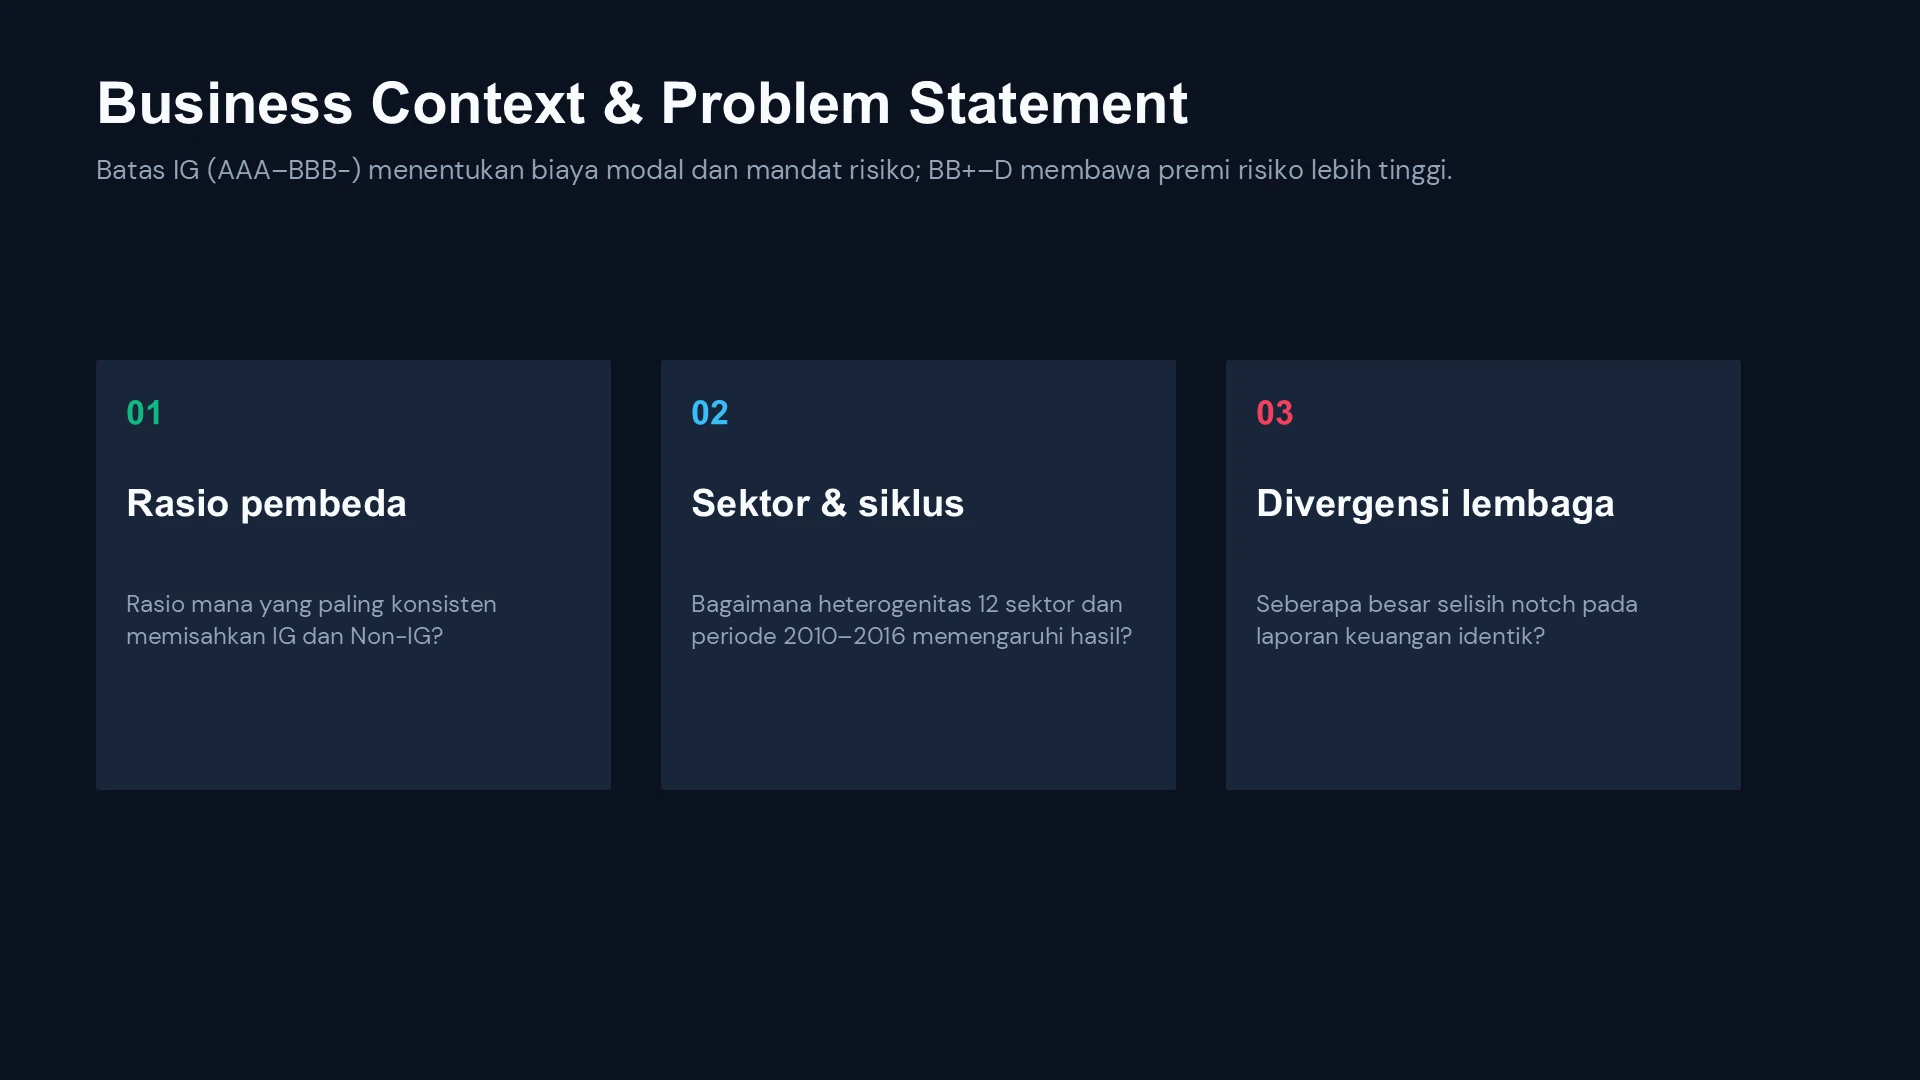 Business Context & Problem Statement
Batas IG (AAA–BBB-) menentukan biaya modal dan mandat risiko; BB+–D membawa premi risiko lebih tinggi.
01
Rasio pembeda
Rasio mana yang paling konsisten
memisahkan IG dan Non-IG?
02
Sektor & siklus
Bagaimana heterogenitas 12 sektor dan
periode 2010–2016 memengaruhi hasil?
03
Divergensi lembaga
Seberapa besar selisih notch pada
laporan keuangan identik?